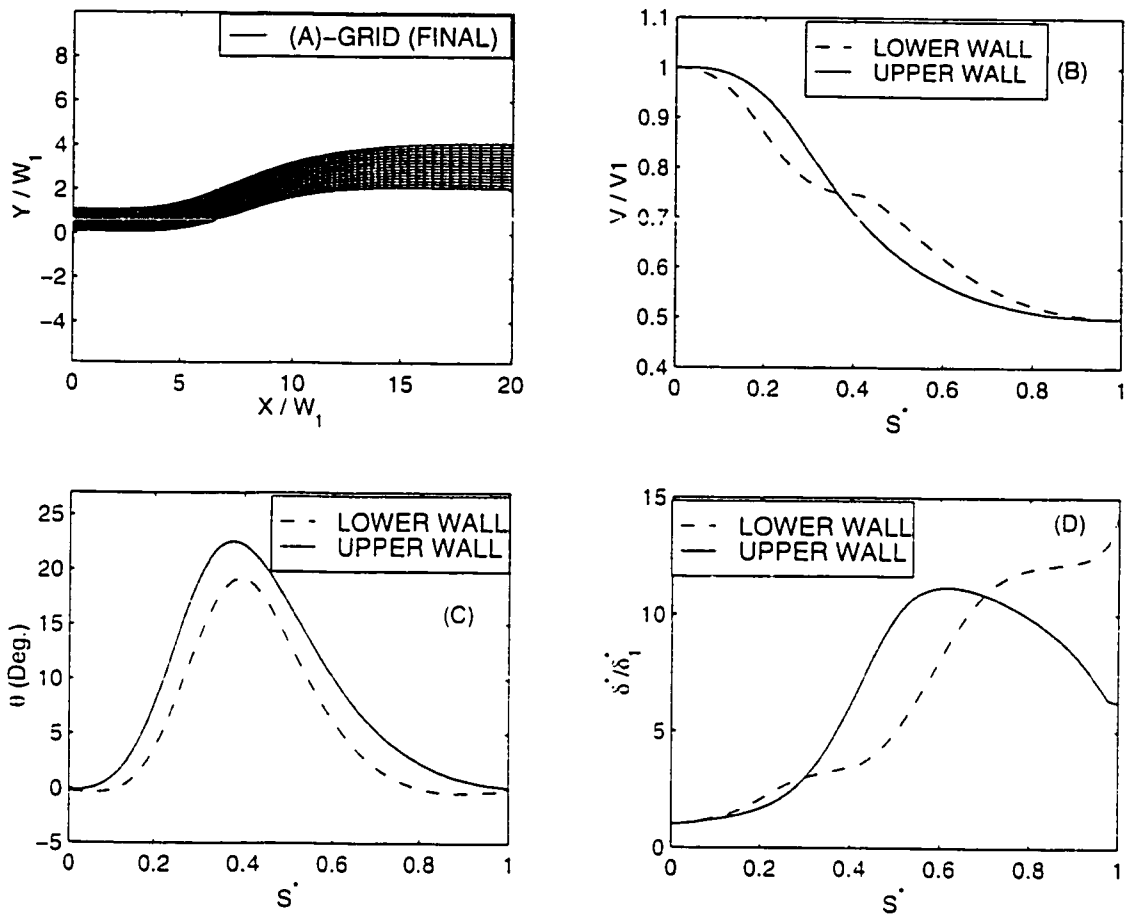 (A)-GRID (FINAL)
8
6
4
2
0
−2
−4
Y / W1
0
5
10
15
20
X / W1
LOWER WALL
UPPER WALL
(B)
1.1
1
0.9
0.8
0.7
0.6
0.5
0.4
V / V1
0
0.2
0.4
0.6
0.8
1
S*
LOWER WALL
UPPER WALL
(C)
25
20
15
10
5
0
−5
θ (Deg.)
0
0.2
0.4
0.6
0.8
1
S*
LOWER WALL
UPPER WALL
(D)
15
10
5
0
δ*/δ1*
0
0.2
0.4
0.6
0.8
1
S*